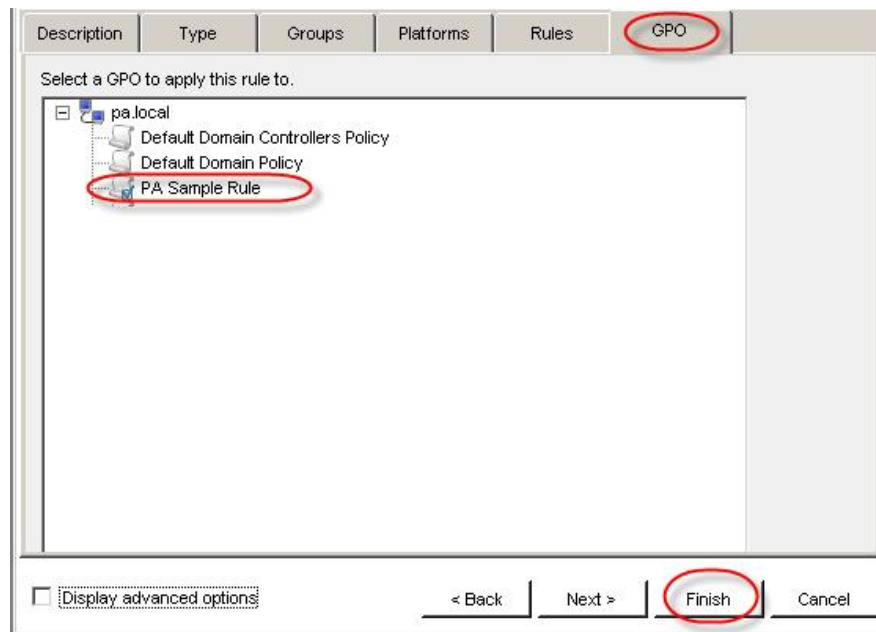 Description Type Groups Platforms Rules GPO
Select a GPO to apply this rule to.
pa.local
Default Domain Controllers Policy
Default Domain Policy
PA Sample Rule
Display advanced options < Back Next > Finish Cancel